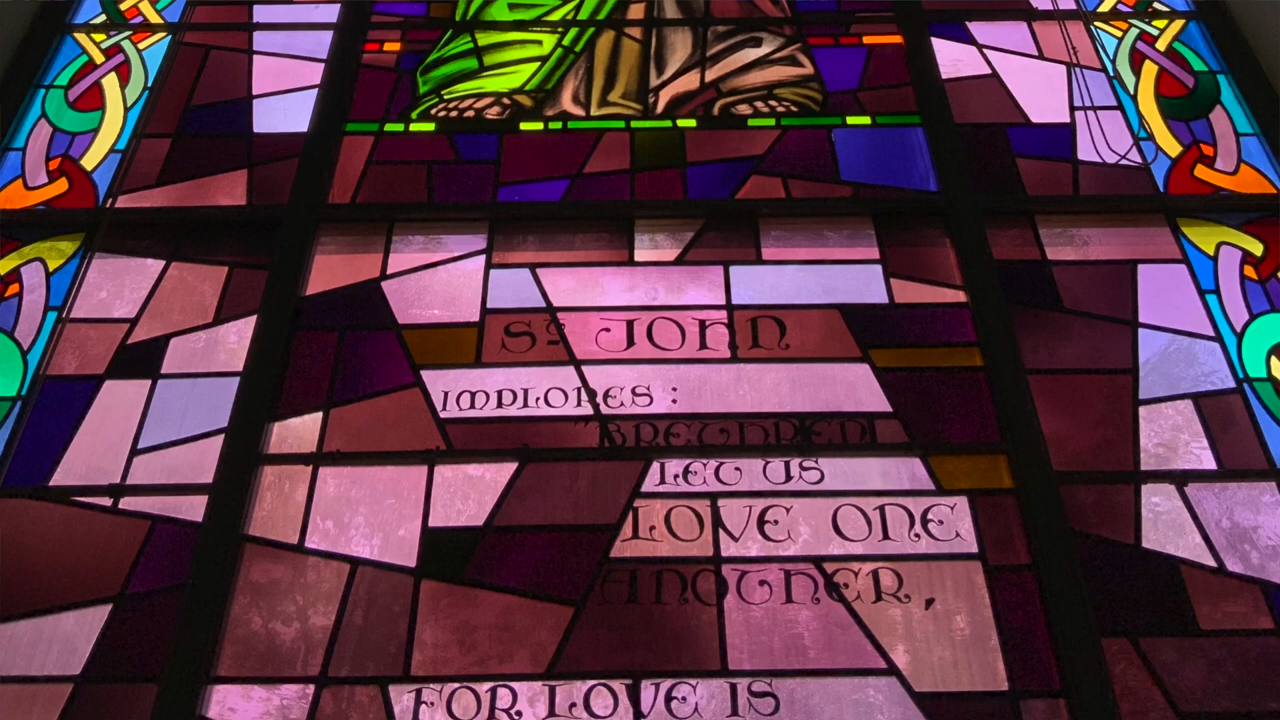 St JOHN
IMPLORES:
"BRETHREN
LET US
LOVE ONE
ANOTHER,
FOR LOVE IS